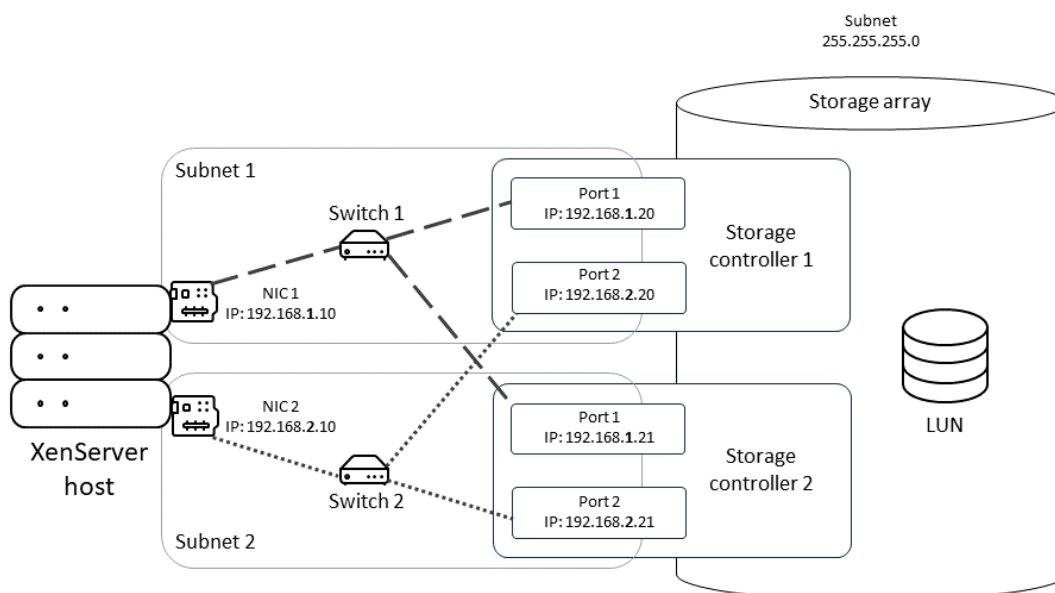 Subnet
255.255.255.0
Storage array
Subnet 1
Switch 1
Port 1
IP: 192.168.1.20
Port 2
IP: 192.168.2.20
Storage
controller 1
NIC 1
IP: 192.168.1.10
XenServer
host
NIC 2
IP: 192.168.2.10
Switch 2
Subnet 2
Port 1
IP: 192.168.1.21
Port 2
IP: 192.168.2.21
Storage
controller 2
LUN